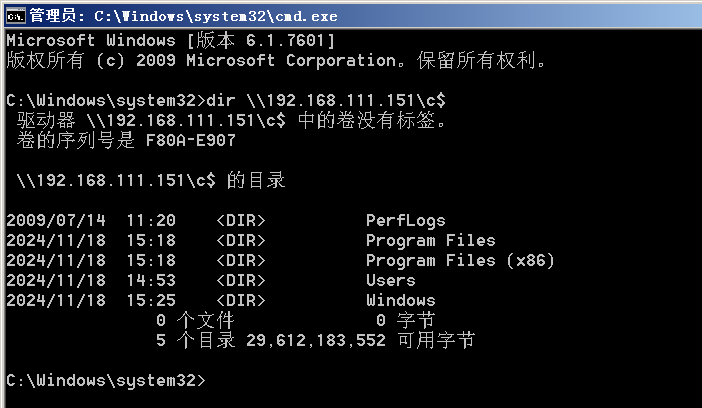 管理员: C:\Windows\system32\cmd.exe
Microsoft Windows [版本 6.1.7601]
版权所有 (c) 2009 Microsoft Corporation。保留所有权利。
C:\Windows\system32>dir \\192.168.111.151\c$
驱动器 \\192.168.111.151\c$ 中的卷没有标签。
卷的序列号是 F80A-E907
\\192.168.111.151\c$ 的目录
2009/07/14  11:20    <DIR>          PerfLogs
2024/11/18  15:18    <DIR>          Program Files
2024/11/18  15:18    <DIR>          Program Files (x86)
2024/11/18  14:53    <DIR>          Users
2024/11/18  15:25    <DIR>          Windows
0 个文件              0 字节
5 个目录 29,612,183,552 可用字节
C:\Windows\system32>